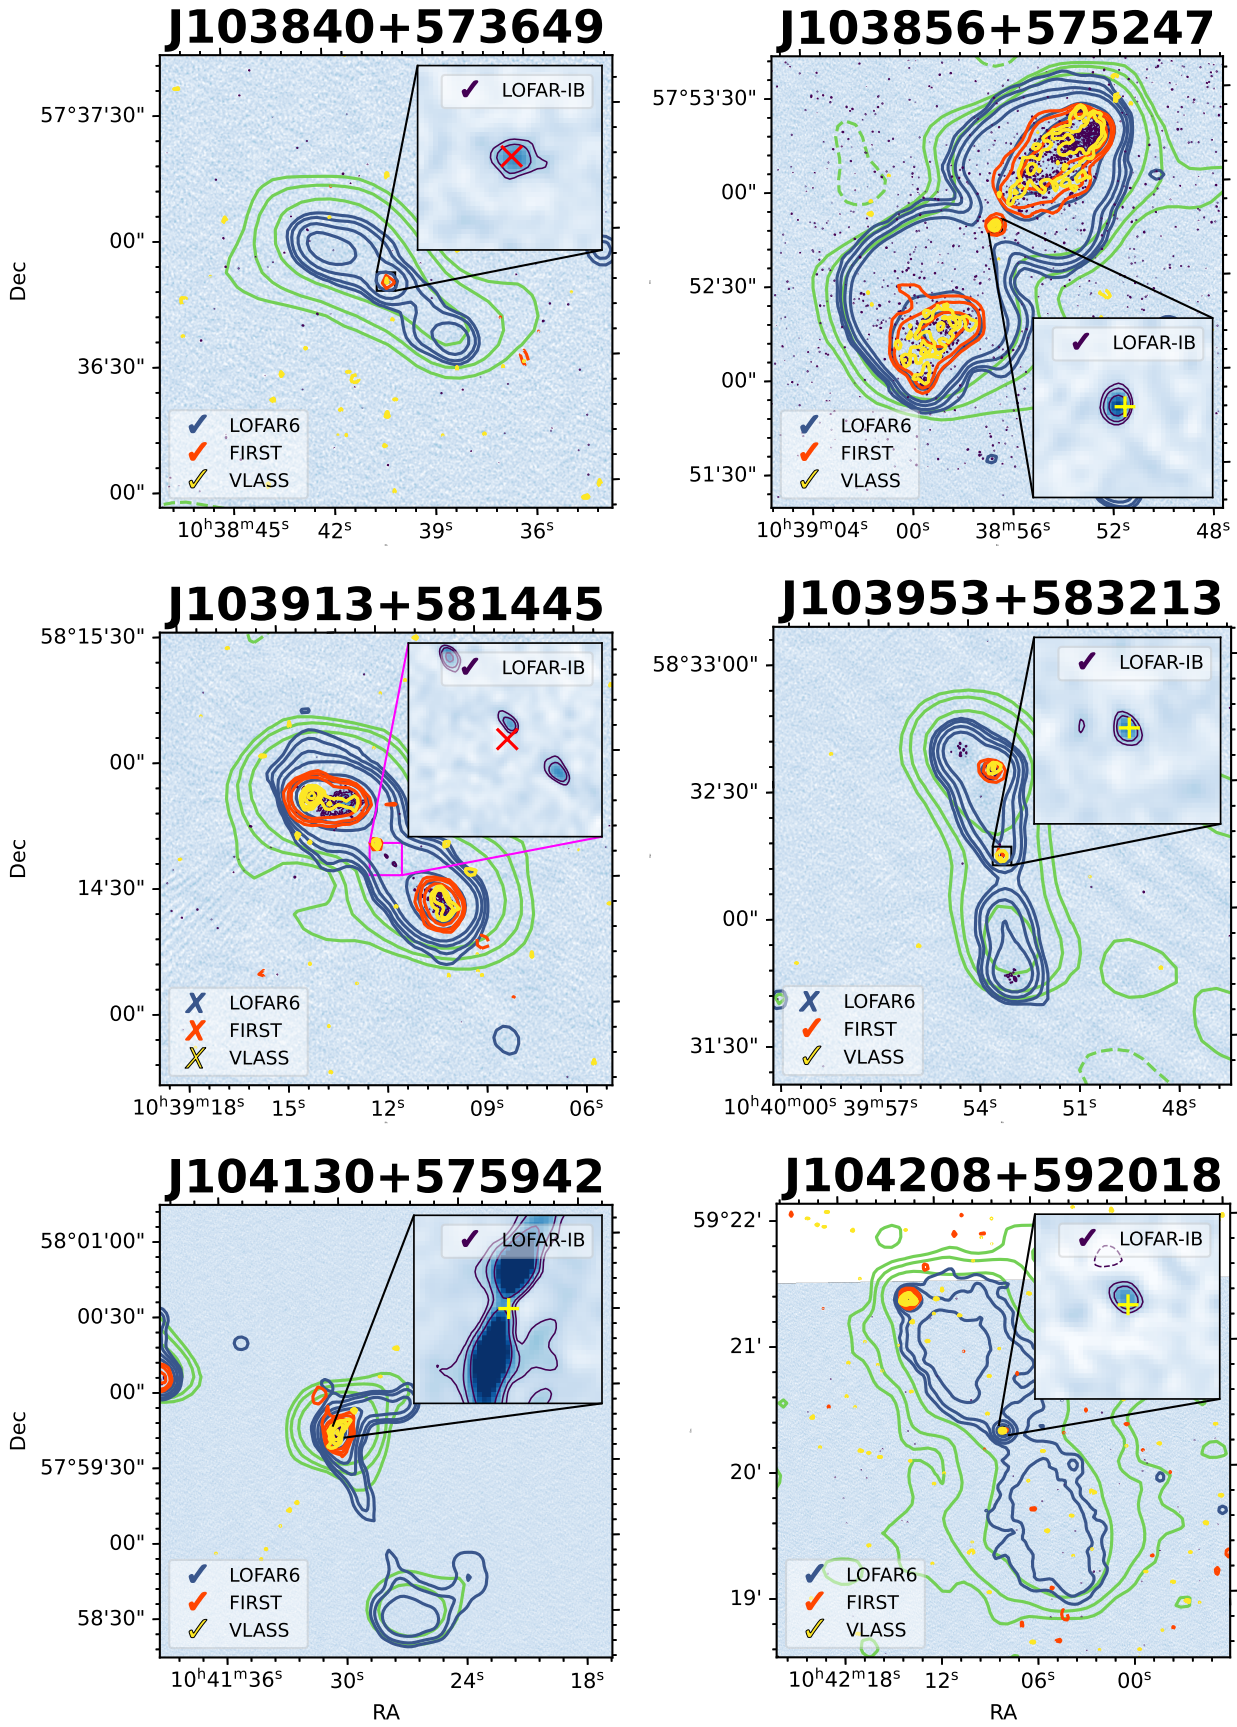 J103840+573649
✓ LOFAR-IB
57°37'30"
00"
36'30"
00"
Dec
✓ LOFAR6
✓ FIRST
✓ VLASS
10h38m45s 42s 39s 36s
J103856+575247
57°53'30"
00"
52'30"
00"
51'30"
✓ LOFAR-IB
✓ LOFAR6
✓ FIRST
✓ VLASS
10h39m04s 00s 38m56s 52s 48s
J103913+581445
✓ LOFAR-IB
58°15'30"
00"
14'30"
00"
Dec
X LOFAR6
X FIRST
X VLASS
10h39m18s 15s 12s 09s 06s
J103953+583213
✓ LOFAR-IB
58°33'00"
32'30"
00"
31'30"
X LOFAR6
✓ FIRST
✓ VLASS
10h40m00s 39m57s 54s 51s 48s
J104130+575942
✓ LOFAR-IB
58°01'00"
00'30"
00"
57°59'30"
00"
58'30"
Dec
✓ LOFAR6
✓ FIRST
✓ VLASS
10h41m36s 30s 24s 18s
RA
J104208+592018
✓ LOFAR-IB
59°22'
21'
20'
19'
✓ LOFAR6
✓ FIRST
✓ VLASS
10h42m18s 12s 06s 00s
RA